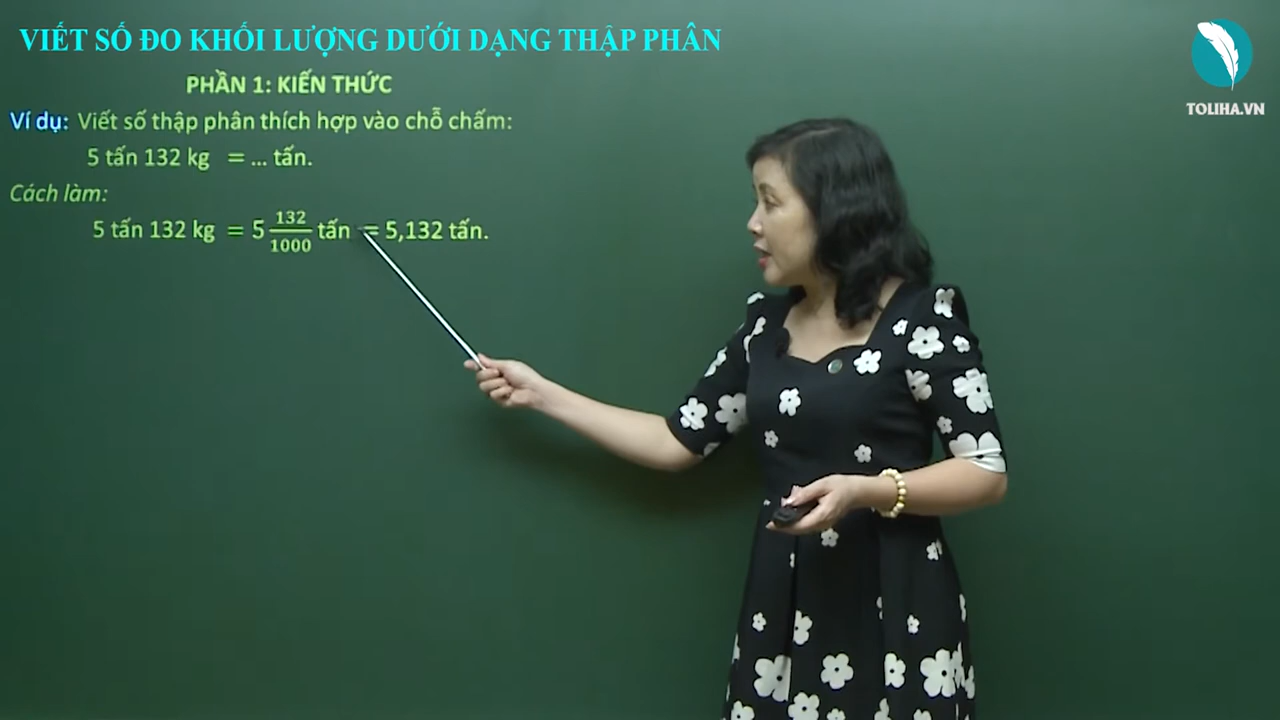 VIẾT SỐ ĐO KHỐI LƯỢNG DƯỚI DẠNG THẬP PHÂN
TOLIHA.VN
PHẦN 1: KIẾN THỨC
Ví dụ: Viết số thập phân thích hợp vào chỗ chấm:
5 tấn 132 kg = ... tấn.
Cách làm:
5 tấn 132 kg = 5 132/1000 tấn = 5,132 tấn.